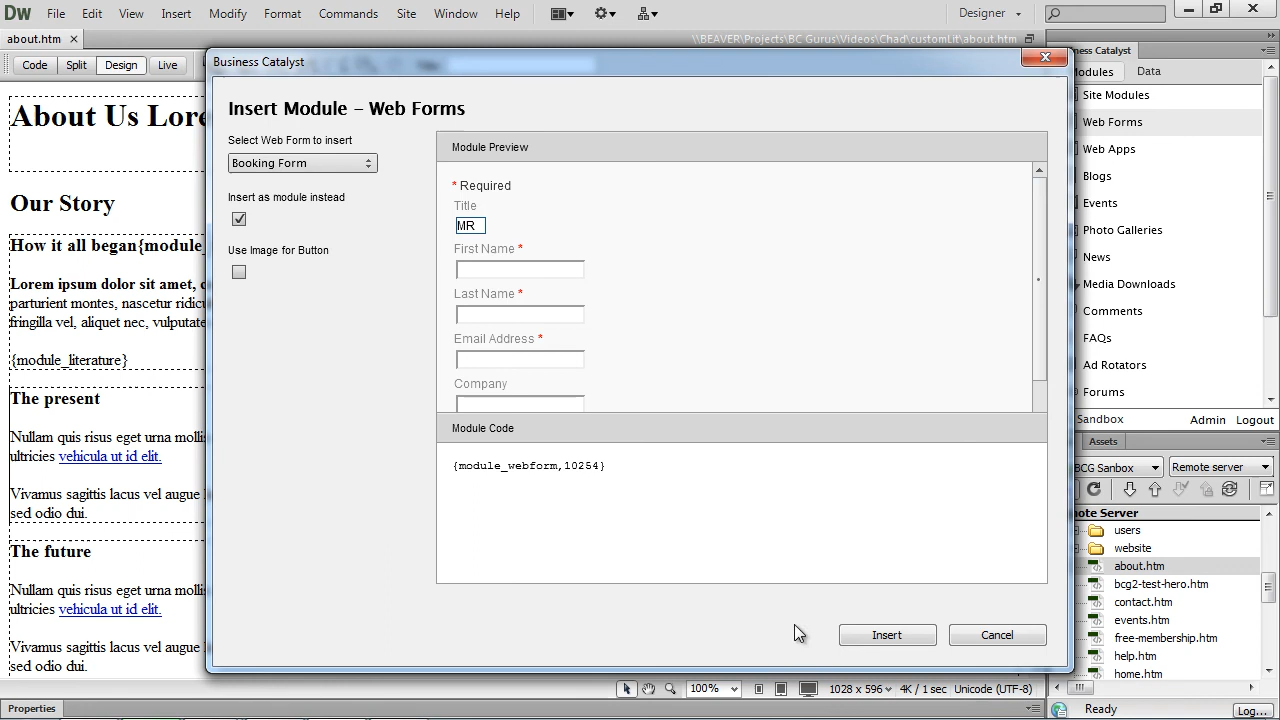 Dw File Edit View Insert Modify Format Commands Site Window Help Designer
about.htm \\BEAVER\Projects\BC Gurus\Videos\Chad\customLit\about.htm
Code Split Design Live
Business Catalyst
Insert Module – Web Forms
Select Web Form to insert
Booking Form
Insert as module instead
Use Image for Button
Module Preview
* Required
Title
MR
First Name *
Last Name *
Email Address *
Company
Module Code
{module_webform,10254}
Insert Cancel
About Us Lore
Our Story
How it all began{module_
Lorem ipsum dolor sit amet, c
parturient montes, nascetur ridicu
fringilla vel, aliquet nec, vulputate
{module_literature}
The present
Nullam quis risus eget urna mollis
ultricies vehicula ut id elit.
Vivamus sagittis lacus vel augue l
sed odio dui.
The future
Nullam quis risus eget urna mollis
ultricies vehicula ut id elit.
Vivamus sagittis lacus vel augue l
sed odio dui.
ess Catalyst
Modules Data
Site Modules
Web Forms
Web Apps
Blogs
Events
Photo Galleries
News
Media Downloads
Comments
FAQs
Ad Rotators
Forums
Sandbox Admin Logout
Assets
BCG Sanbox Remote server
ote Server
users
website
about.htm
bcg2-test-hero.htm
contact.htm
events.htm
free-membership.htm
help.htm
home.htm
100% 1028 x 596 4K / 1 sec Unicode (UTF-8)
Properties
Ready Log...